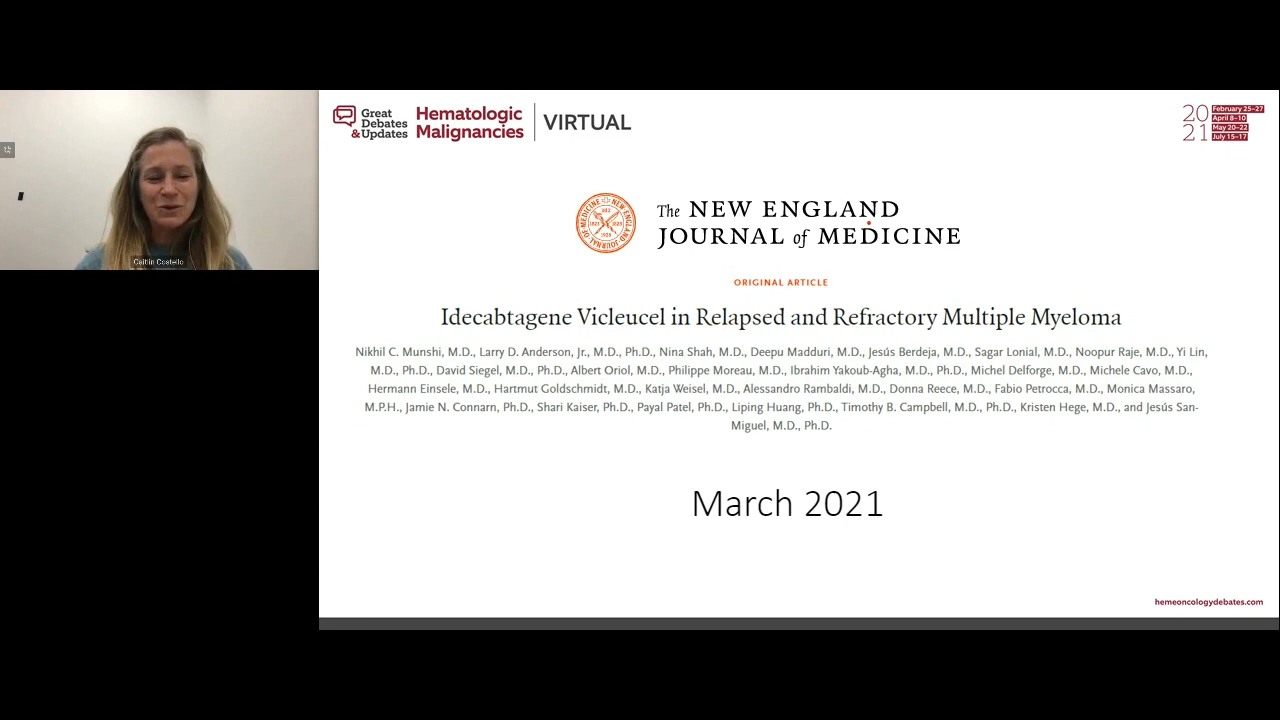 Great
Debates
&Updates
Hematologic
Malignancies
VIRTUAL
20
21
February 25–27
April 8–10
May 20–22
July 15–17
The NEW ENGLAND
JOURNAL of MEDICINE
ORIGINAL ARTICLE
Idecabtagene Vicleucel in Relapsed and Refractory Multiple Myeloma
Nikhil C. Munshi, M.D., Larry D. Anderson, Jr., M.D., Ph.D., Nina Shah, M.D., Deepu Madduri, M.D., Jesús Berdeja, M.D., Sagar Lonial, M.D., Noopur Raje, M.D., Yi Lin,
M.D., Ph.D., David Siegel, M.D., Ph.D., Albert Oriol, M.D., Philippe Moreau, M.D., Ibrahim Yakoub-Agha, M.D., Ph.D., Michel Delforge, M.D., Michele Cavo, M.D.,
Hermann Einsele, M.D., Hartmut Goldschmidt, M.D., Katja Weisel, M.D., Alessandro Rambaldi, M.D., Donna Reece, M.D., Fabio Petrocca, M.D., Monica Massaro,
M.P.H., Jamie N. Connarn, Ph.D., Shari Kaiser, Ph.D., Payal Patel, Ph.D., Liping Huang, Ph.D., Timothy B. Campbell, M.D., Ph.D., Kristen Hege, M.D., and Jesús San-
Miguel, M.D., Ph.D.
March 2021
Caitlin Costello
hemeoncologydebates.com